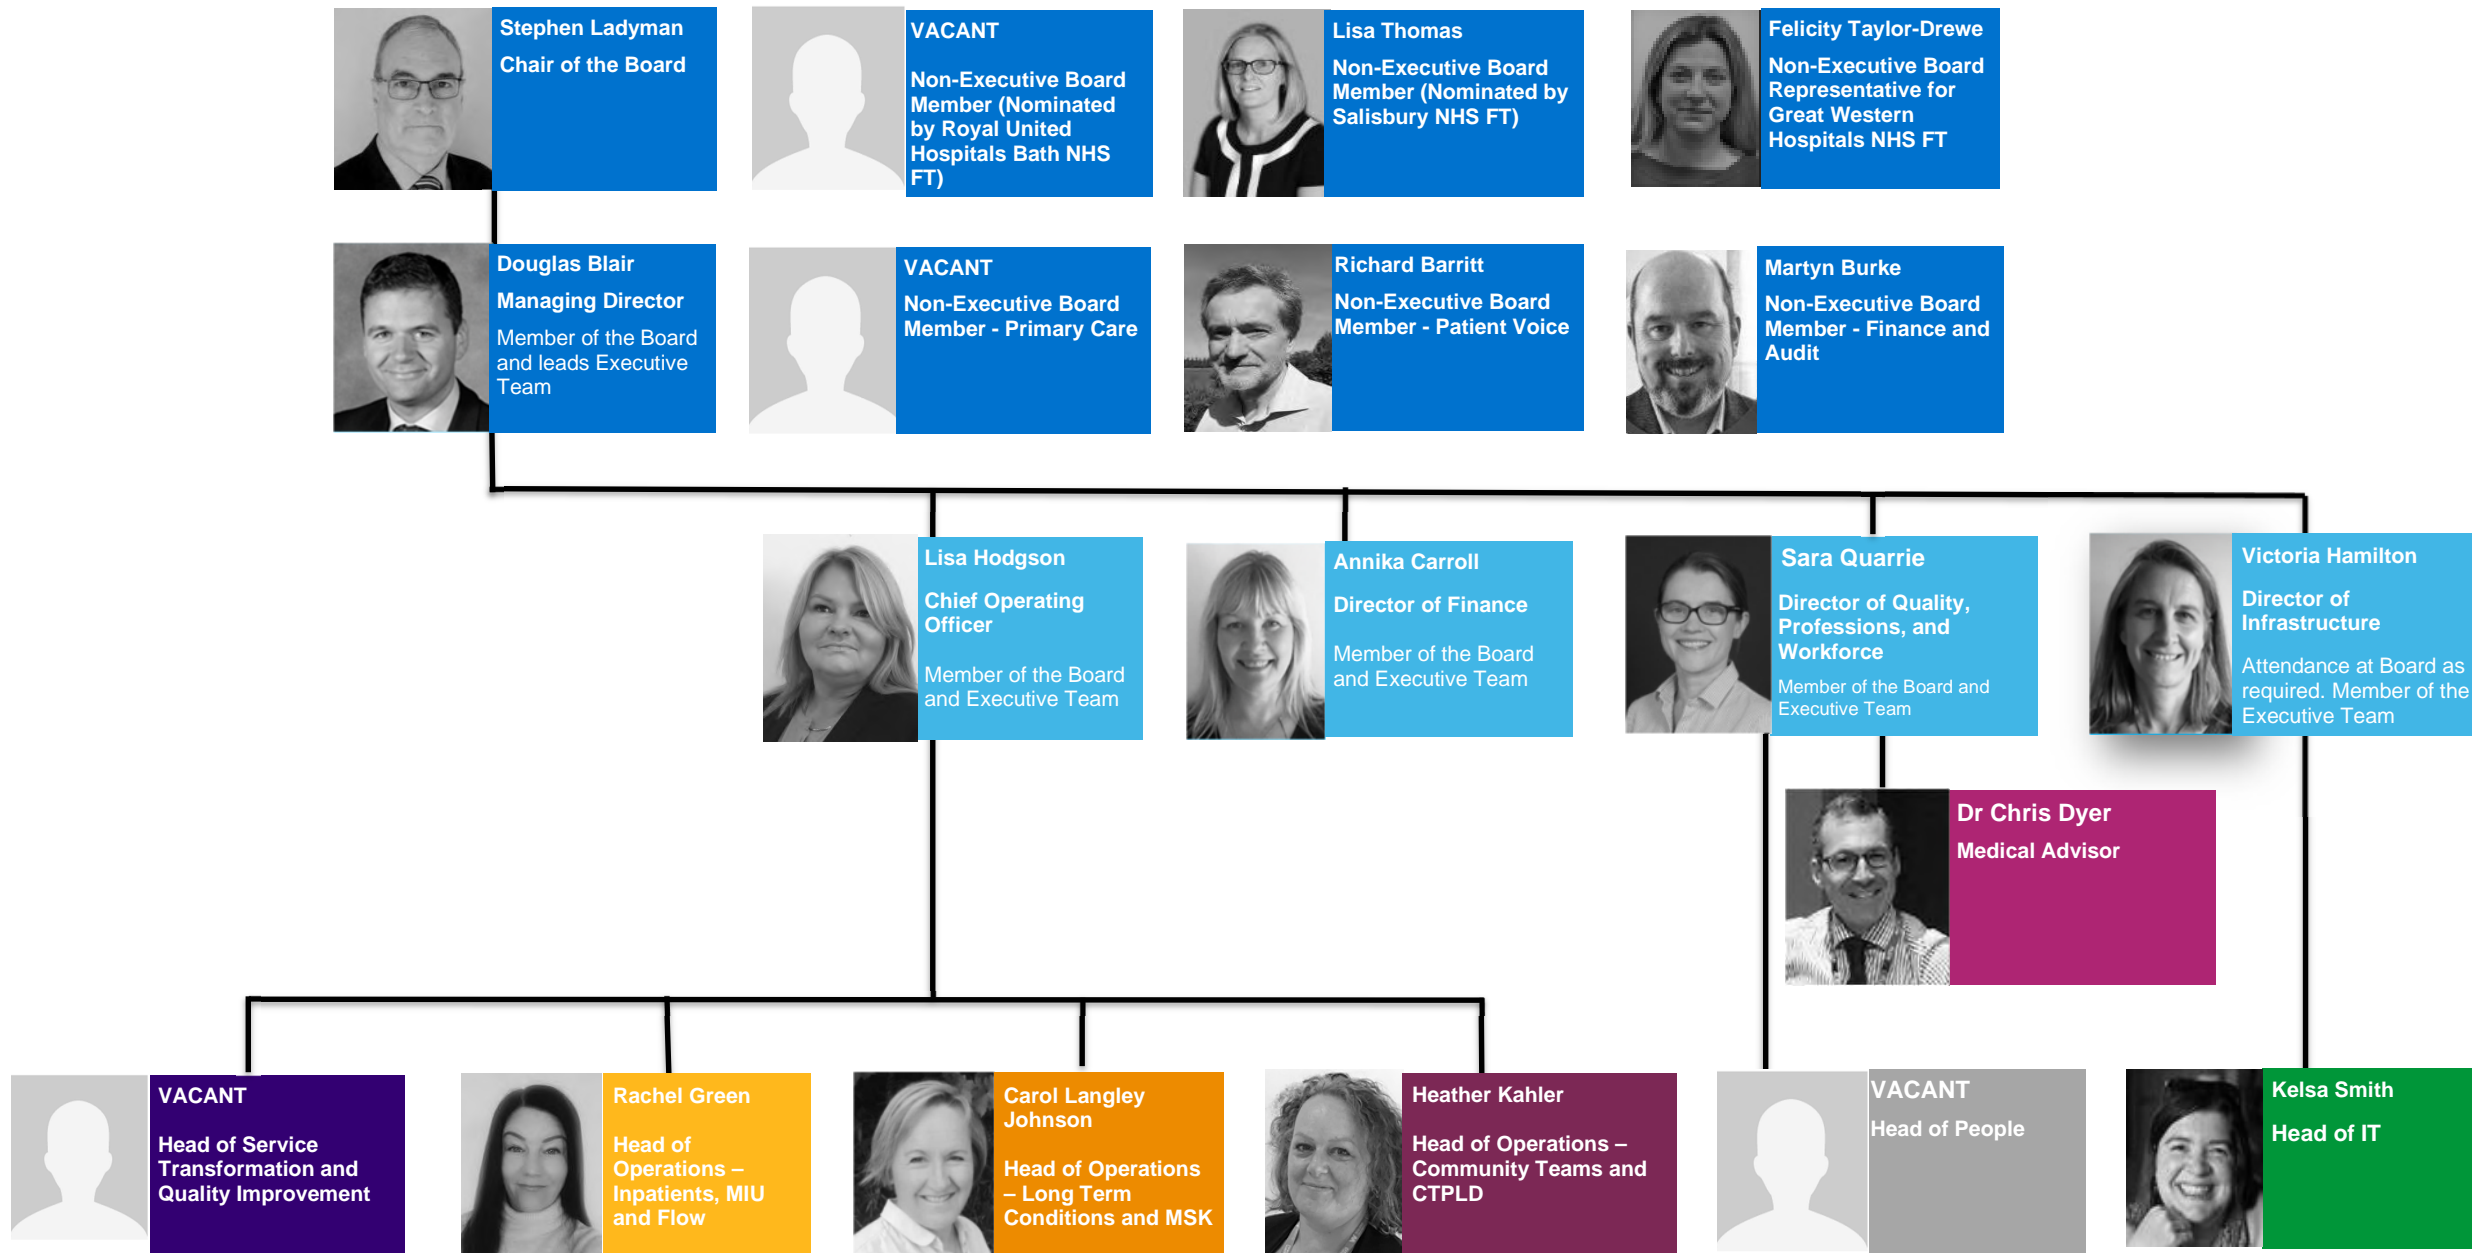 Stephen Ladyman
Chair of the Board
VACANT
Non-Executive Board
Member (Nominated
by Royal United
Hospitals Bath NHS
FT)
Lisa Thomas
Non-Executive Board
Member (Nominated by
Salisbury NHS FT)
Felicity Taylor-Drewe
Non-Executive Board
Representative for
Great Western
Hospitals NHS FT
Douglas Blair
Managing Director
Member of the Board
and leads Executive
Team
VACANT
Non-Executive Board
Member - Primary Care
Richard Barritt
Non-Executive Board
Member - Patient Voice
Martyn Burke
Non-Executive Board
Member - Finance and
Audit
Lisa Hodgson
Chief Operating
Officer
Member of the Board
and Executive Team
Annika Carroll
Director of Finance
Member of the Board
and Executive Team
Sara Quarrie
Director of Quality,
Professions, and
Workforce
Member of the Board and
Executive Team
Victoria Hamilton
Director of
Infrastructure
Attendance at Board as
required. Member of the
Executive Team
Dr Chris Dyer
Medical Advisor
VACANT
Head of Service
Transformation and
Quality Improvement
Rachel Green
Head of
Operations –
Inpatients, MIU
and Flow
Carol Langley
Johnson
Head of Operations
– Long Term
Conditions and MSK
Heather Kahler
Head of Operations –
Community Teams and
CTPLD
VACANT
Head of People
Kelsa Smith
Head of IT